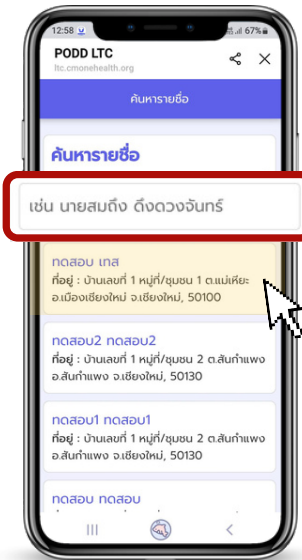 12:58
67%
PODD LTC
ltc.cmonehealth.org
ค้นหารายชื่อ
ค้นหารายชื่อ
เช่น นายสมถึง ดึงดวงจันทร์
ทดสอบ เทส
ที่อยู่ : บ้านเลขที่ 1 หมู่ที่/ชุมชน 1 ต.แม่เหียะ
อ.เมืองเชียงใหม่ จ.เชียงใหม่, 50100
ทดสอบ2 ทดสอบ2
ที่อยู่ : บ้านเลขที่ 1 หมู่ที่/ชุมชน 2 ต.สันกำแพง
อ.สันกำแพง จ.เชียงใหม่, 50130
ทดสอบ1 ทดสอบ1
ที่อยู่ : บ้านเลขที่ 1 หมู่ที่/ชุมชน 2 ต.สันกำแพง
อ.สันกำแพง จ.เชียงใหม่, 50130
ทดสอบ ทดสอบ